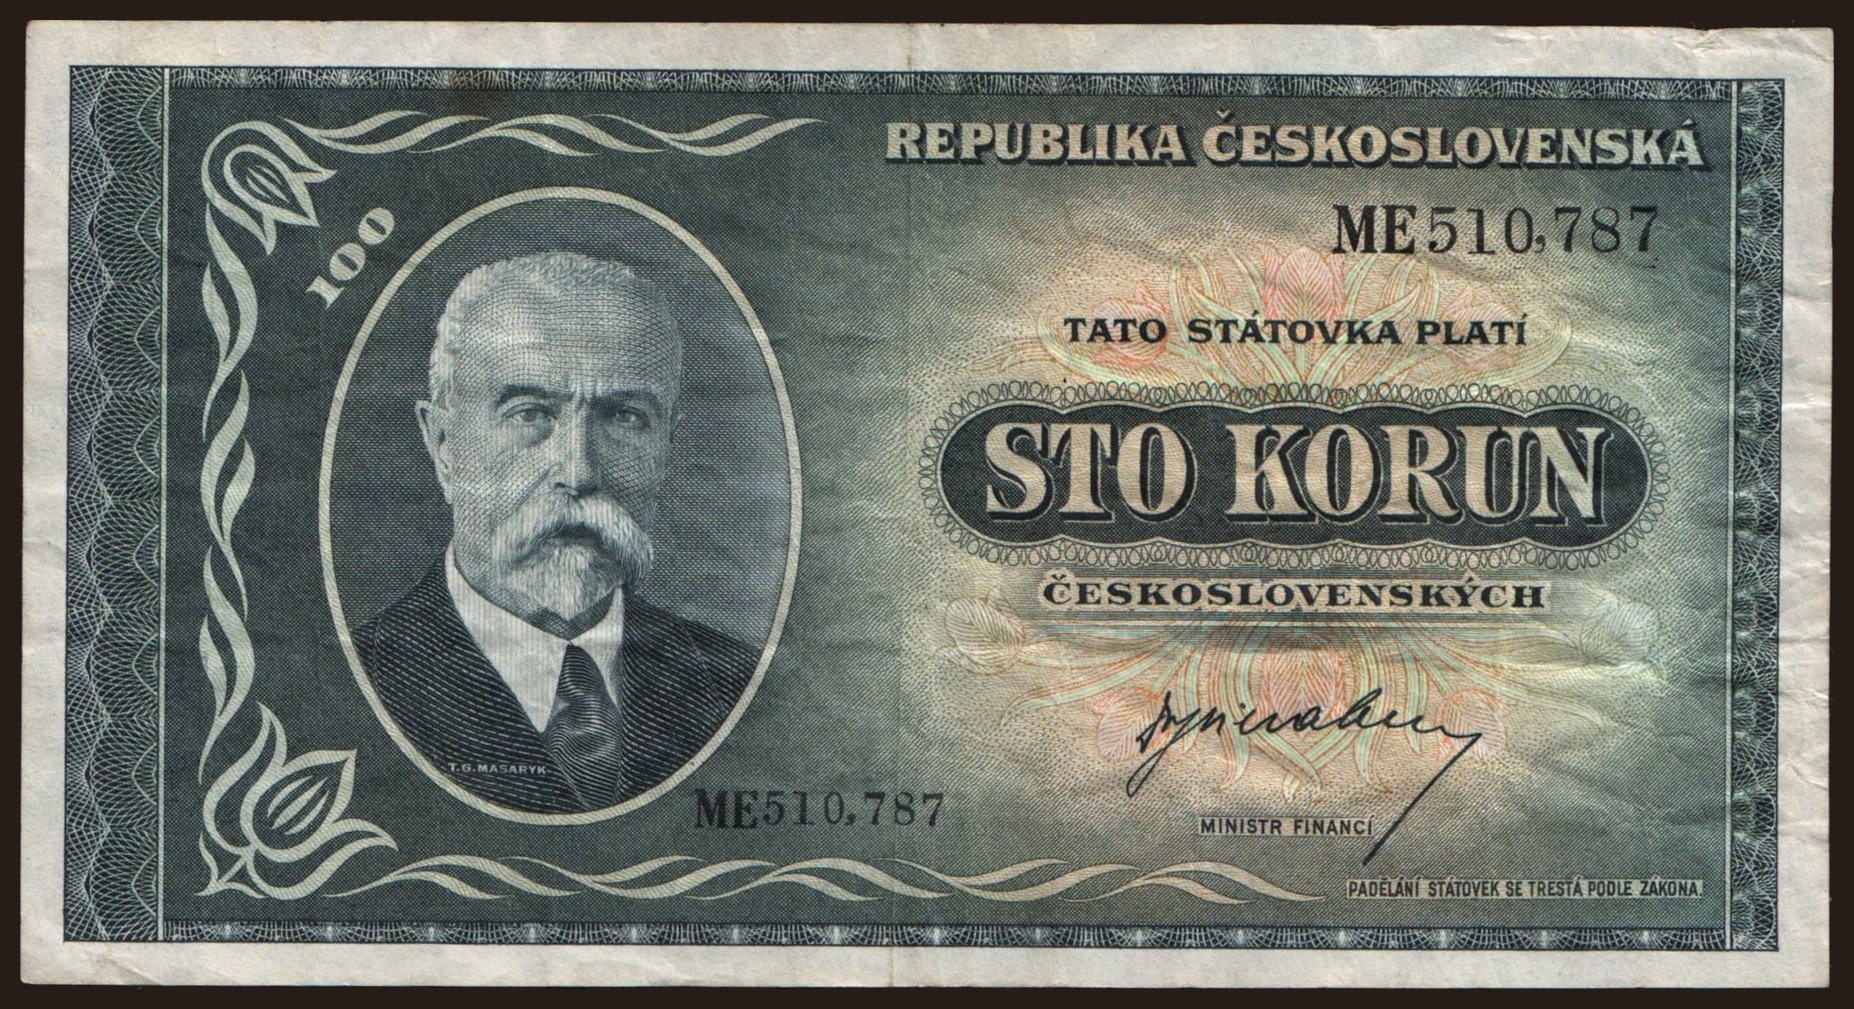 REPUBLIKA ČESKOSLOVENSKÁ
100
ME510,787
TATO STÁTOVKA PLATÍ
STO KORUN
ČESKOSLOVENSKÝCH
T.G.MASARYK
ME510,787
MINISTR FINANCÍ
PADĚLÁNÍ STÁTOVEK SE TRESTÁ PODLE ZÁKONA.